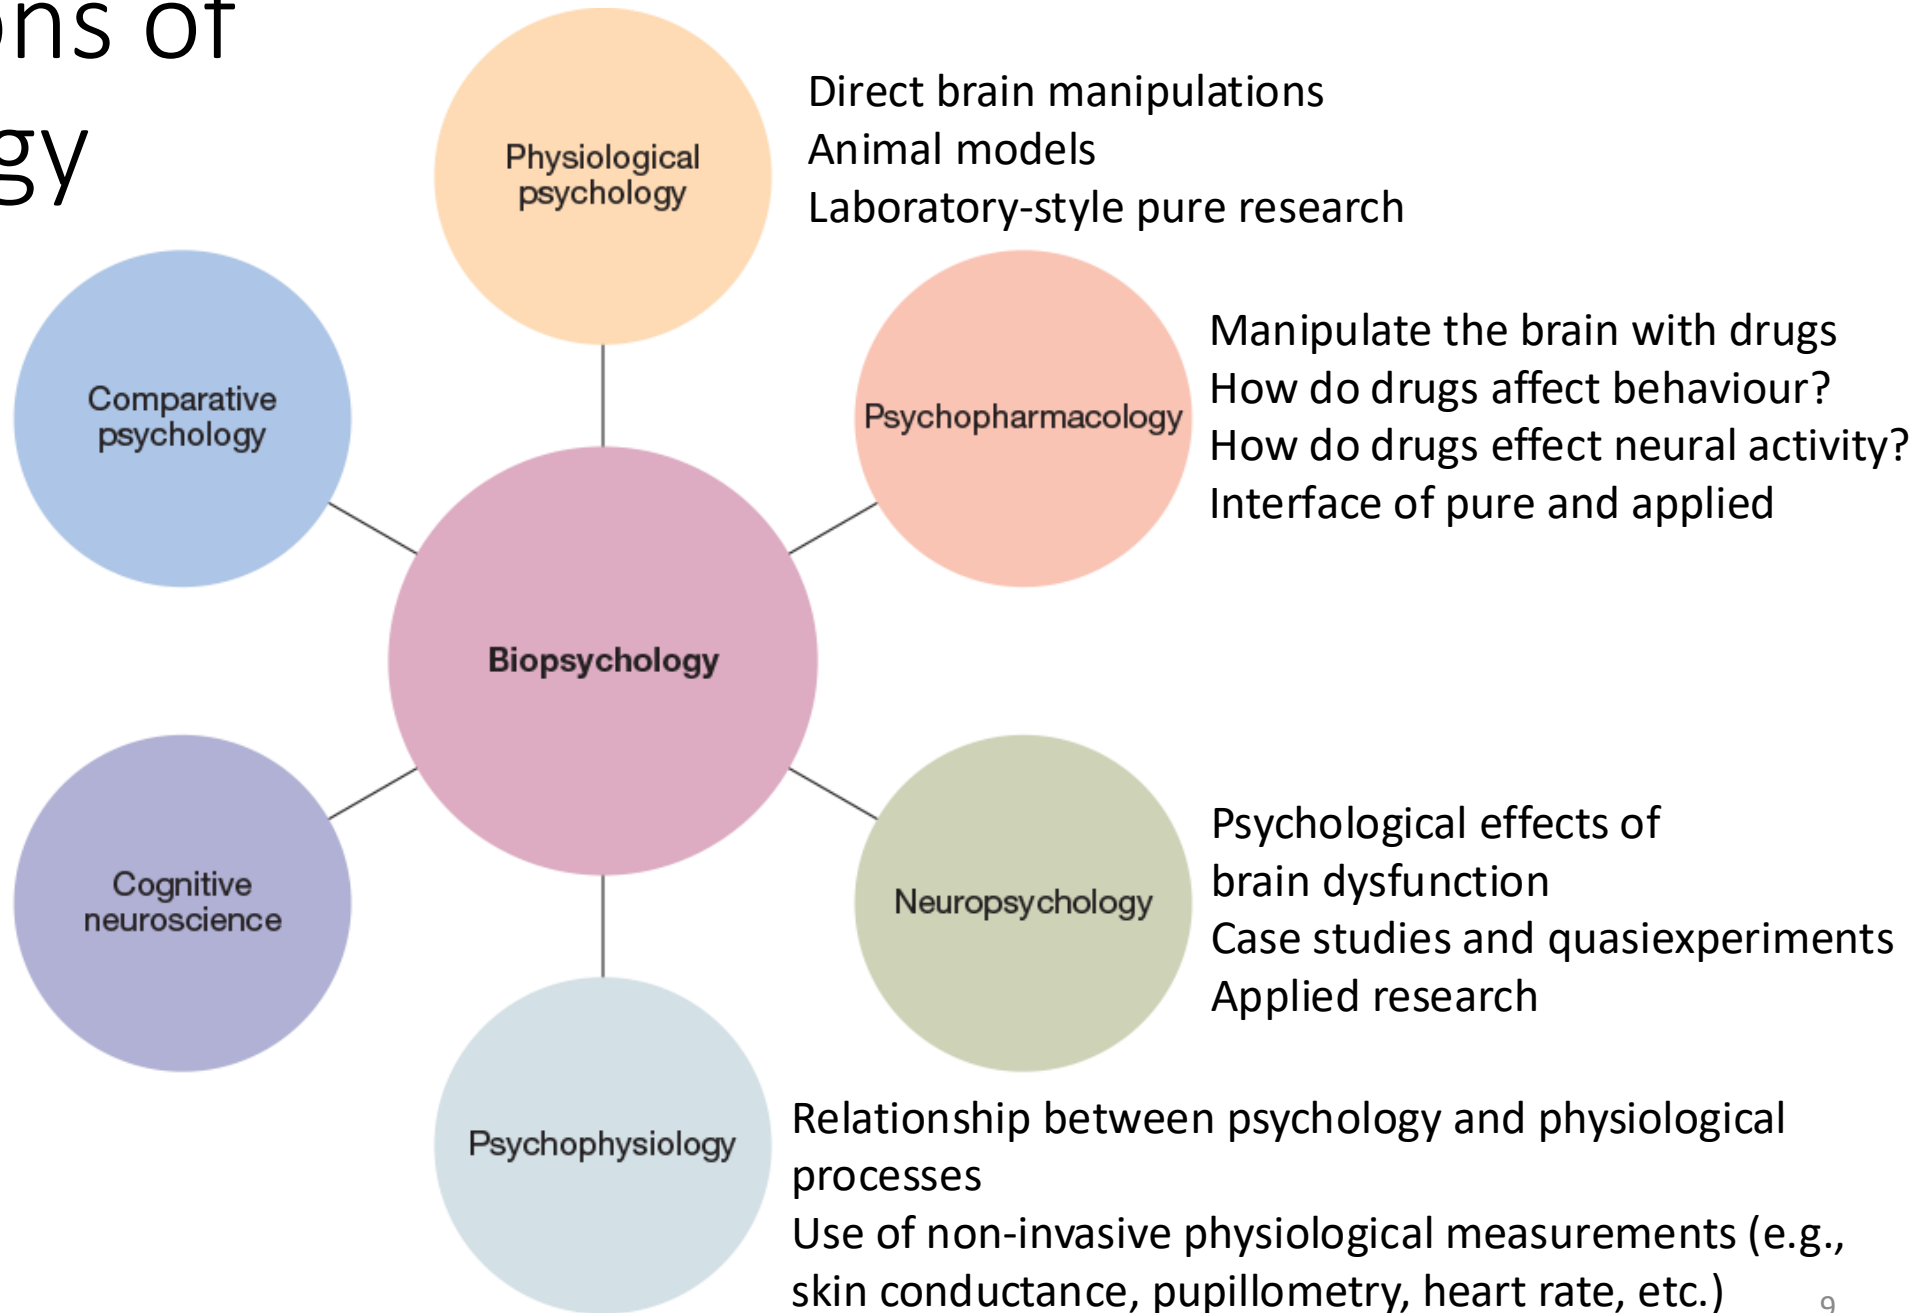 ons of
gy
Physiological
psychology
Direct brain manipulations
Animal models
Laboratory-style pure research
Comparative
psychology
Psychopharmacology
Manipulate the brain with drugs
How do drugs affect behaviour?
How do drugs effect neural activity?
Interface of pure and applied
Biopsychology
Cognitive
neuroscience
Neuropsychology
Psychological effects of
brain dysfunction
Case studies and quasiexperiments
Applied research
Psychophysiology
Relationship between psychology and physiological
processes
Use of non-invasive physiological measurements (e.g.,
skin conductance, pupillometry, heart rate, etc.)
9